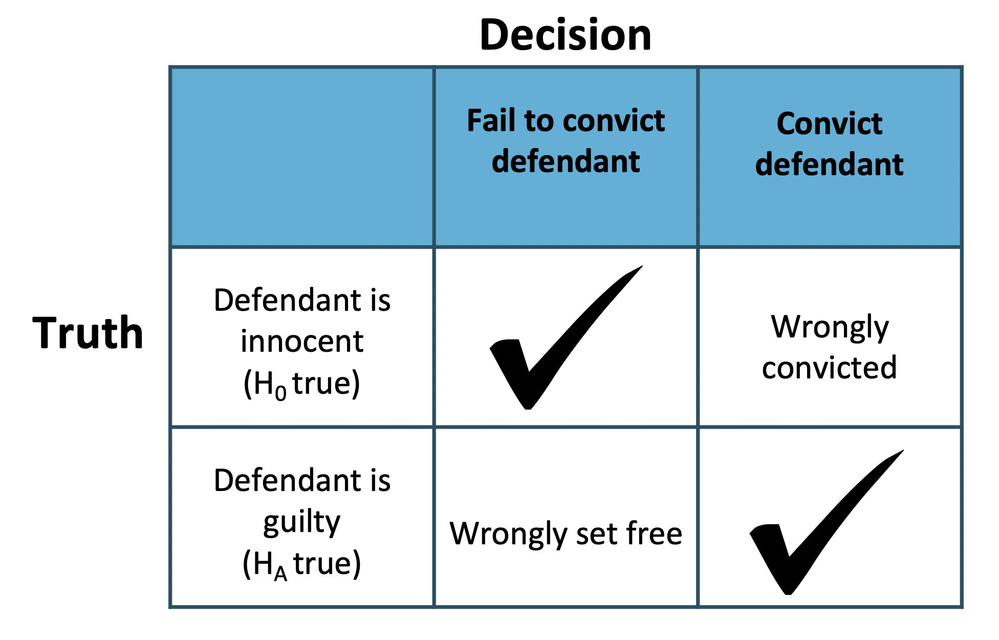 Decision
Fail to convict
defendant
Convict
defendant
Truth
Defendant is
innocent
(H₀ true)
Wrongly
convicted
Defendant is
guilty
(H_A true)
Wrongly set free